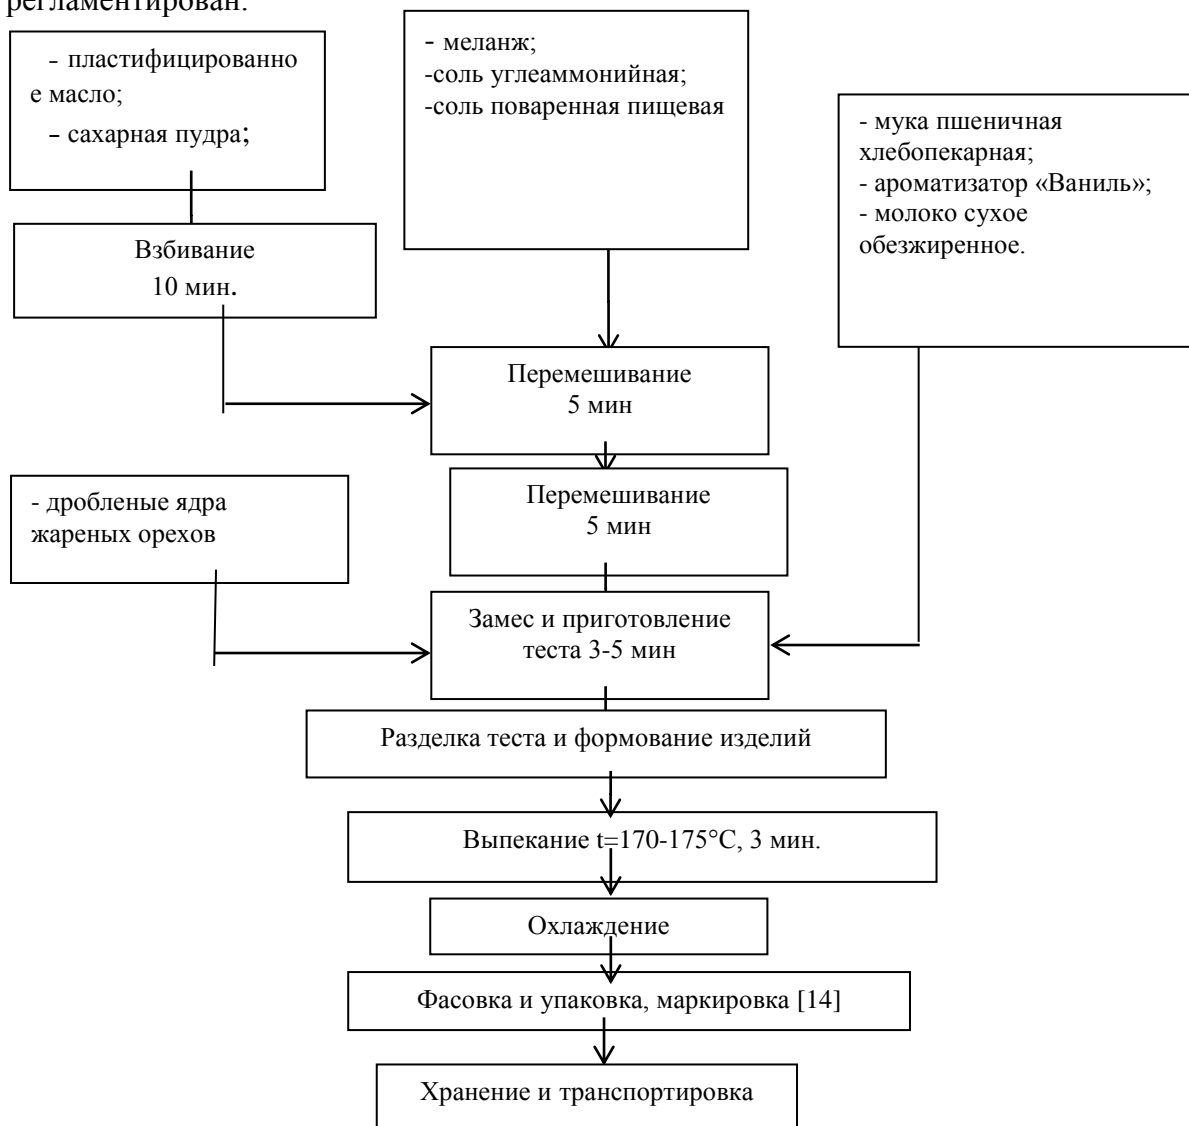 регламентирован.
- пластифицированно
е масло;
- сахарная пудра;
- меланж;
-соль углеаммонийная;
-соль поваренная пищевая
- мука пшеничная
хлебопекарная;
- ароматизатор «Ваниль»;
- молоко сухое
обезжиренное.
Взбивание
10 мин.
Перемешивание
5 мин
- дробленые ядра
жареных орехов
Перемешивание
5 мин
Замес и приготовление
теста 3-5 мин
Разделка теста и формование изделий
Выпекание t=170-175°C, 3 мин.
Охлаждение
Фасовка и упаковка, маркировка [14]
Хранение и транспортировка